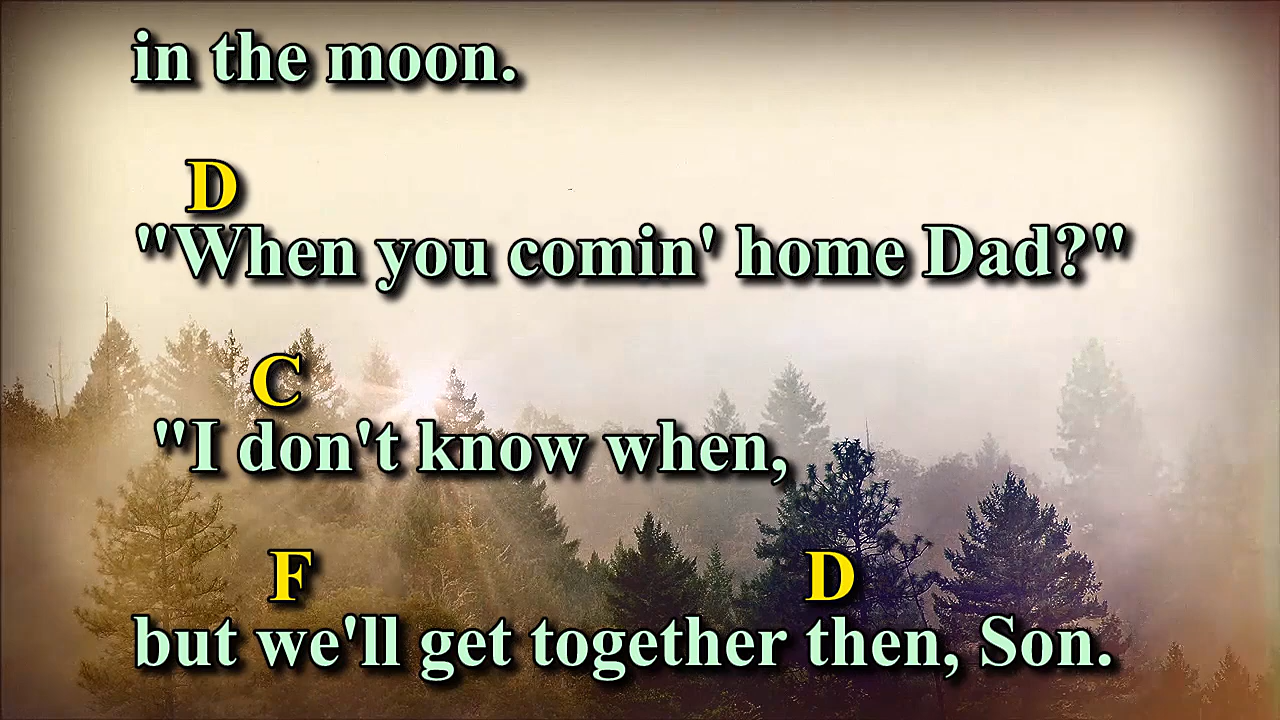 in the moon.
D
"When you comin' home Dad?"
C
"I don't know when,
F D
but we'll get together then, Son.